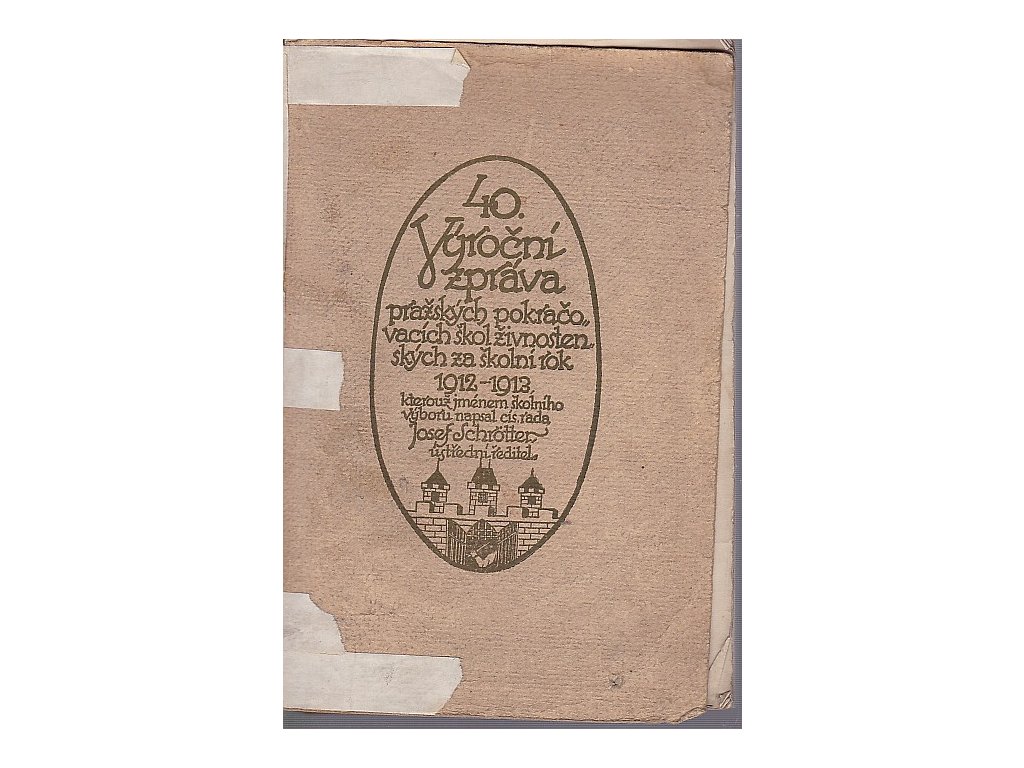 40.
Výroční
zpráva
pražských pokračo„
vacích škol živnosten„
ských za školní rok
1912–1913,
kterouž jménem školního
výboru napsal cís. rada
Josef Schrötter,
ústřední ředitel.